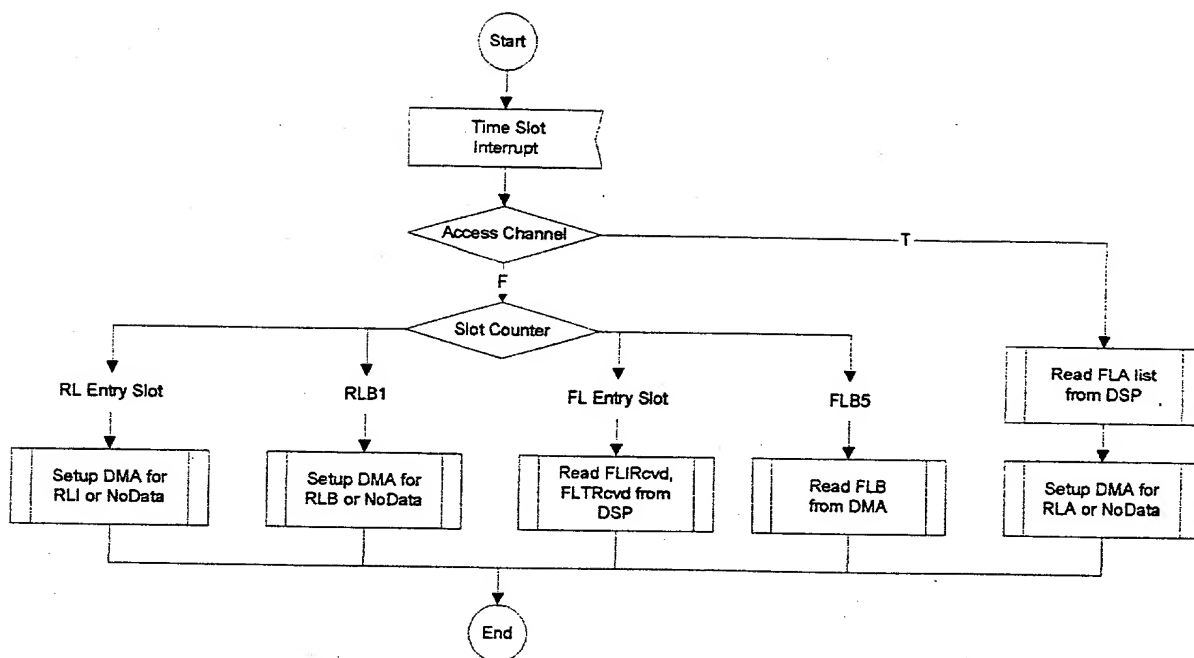 Start
Time Slot
Interrupt
Access Channel
T
F
Slot Counter
RL Entry Slot
RLB1
FL Entry Slot
FLB5
Read FLA list
from DSP
Setup DMA for
RLI or NoData
Setup DMA for
RLB or NoData
Read FLIRcvd,
FLTRcvd from
DSP
Read FLB
from DMA
Setup DMA for
RLA or NoData
End